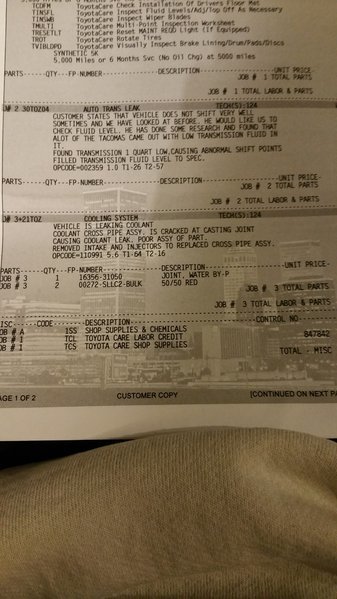 5,000 Miles or 6 Months
TCDFM ToyotaCare Check Installation Of Drivers Floor Mat
TINSFL ToyotaCare Inspect Fluid Levels/Adj/Top Off As Necessary
TINSWB ToyotaCare Inspect Wiper Blades
TMULTI ToyotaCare Multi-Point Inspection Worksheet
TRESETLT ToyotaCare Reset MAINT REQD Light (If Equipped)
TROT ToyotaCare Rotate Tires
TVIBLDPD ToyotaCare Visually Inspect Brake Lining/Drum/Pads/Discs
SYNTHETIC 5K
5,000 Miles or 6 Months Svc (No Oil Chg) at 5000 miles
PARTS------QTY---FP-NUMBER---------------DESCRIPTION--------------------UNIT PRICE-
JOB # 1 TOTAL PARTS
JOB # 1 TOTAL LABOR & PARTS
J# 2 30TOZ04 AUTO TRANS LEAK TECH(S):124
CUSTOMER STATES THAT VEHICLE DOES NOT SHIFT VERY WELL
SOMETIMES AND WE HAVE LOOKED AT BEFORE. HE WOULD LIKE US TO
CHECK FLUID LEVEL. HE HAS DONE SOME RESEARCH AND FOUND THAT
ALOT OF THE TACOMAS CAME OUT WITH LOW TRANSMISSION FLUID IN
IT.
FOUND TRANSMISSION 1 QUART LOW,CAUSING ABNORMAL SHIFT POINTS
FILLED TRANSMISSION FLUID LEVEL TO SPEC.
OPCODE=002359 1.0 T1-26 T2-57
PARTS------QTY---FP-NUMBER---------------DESCRIPTION--------------------UNIT PRICE-
JOB # 2 TOTAL PARTS
JOB # 2 TOTAL LABOR & PARTS
J# 3+21TOZ COOLING SYSTEM TECH(S):124
VEHICLE IS LEAKING COOLANT
COOLANT CROSS PIPE ASSY. IS CRACKED AT CASTING JOINT
CAUSING COOLANT LEAK. POOR ASSY OF PART.
REMOVED INTAKE AND INJECTORS TO REPLACED CROSS PIPE ASSY.
OPCODE=110991 5.6 T1-64 T2-16
PARTS------QTY---FP-NUMBER---------------DESCRIPTION--------------------UNIT PRICE-
JOB # 3 1 16356-31050 JOINT, WATER BY-P
JOB # 3 2 00272-SLLC2-BULK 50/50 RED
JOB # 3 TOTAL PARTS
JOB # 3 TOTAL LABOR & PARTS
MISC------CODE------DESCRIPTION--------------------CONTROL NO
JOB # A 1SS SHOP SUPPLIES & CHEMICALS 847842
JOB # 1 TCL TOYOTA CARE LABOR CREDIT
JOB # 1 TCS TOYOTA CARE SHOP SUPPLIES
TOTAL - MISC
PAGE 1 OF 2 CUSTOMER COPY [CONTINUED ON NEXT PA